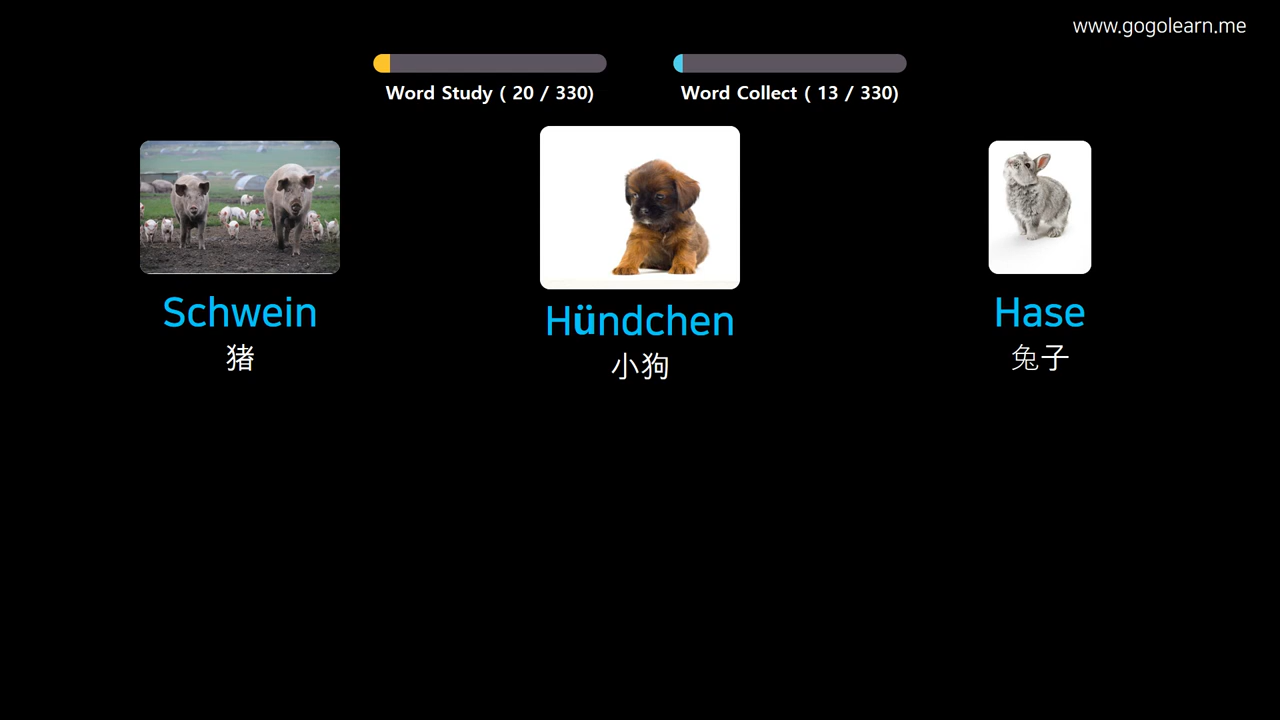 www.gogolearn.me
Word Study ( 20 / 330)
Word Collect ( 13 / 330)
Schwein
猪
Hündchen
小狗
Hase
兔子